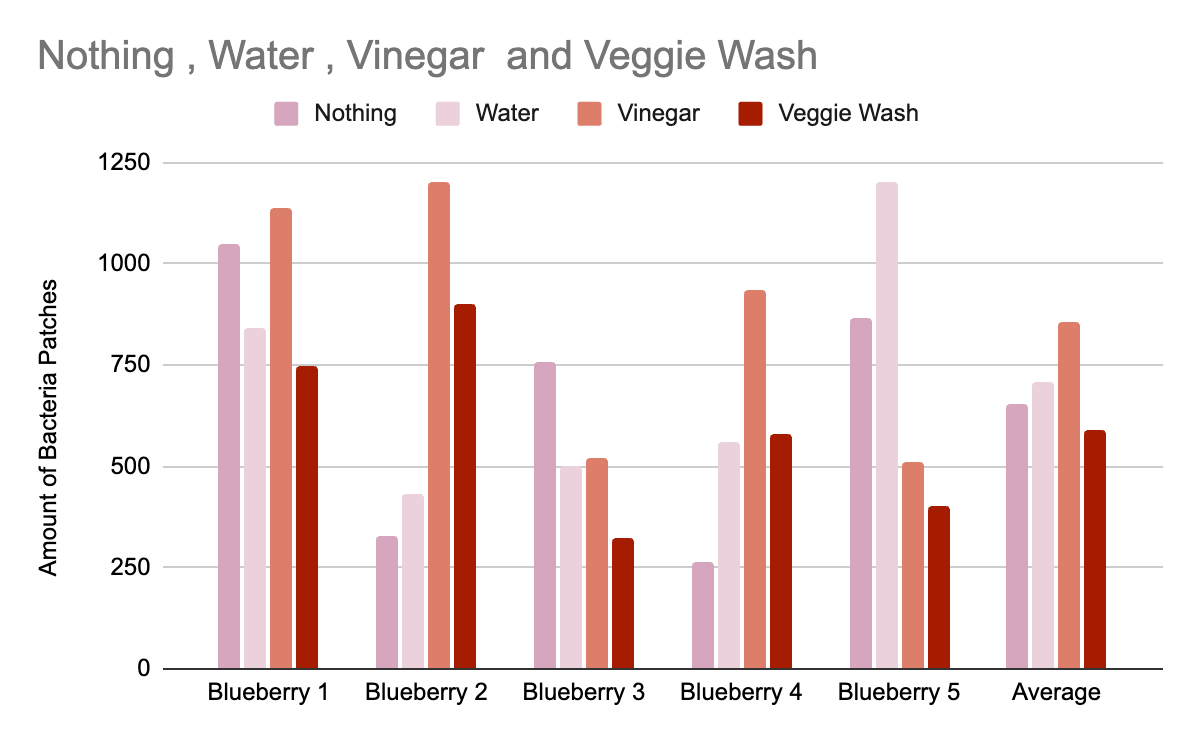 Nothing , Water , Vinegar  and Veggie Wash
Nothing Water Vinegar Veggie Wash
Amount of Bacteria Patches
1250
1000
750
500
250
0
Blueberry 1 Blueberry 2 Blueberry 3 Blueberry 4 Blueberry 5 Average